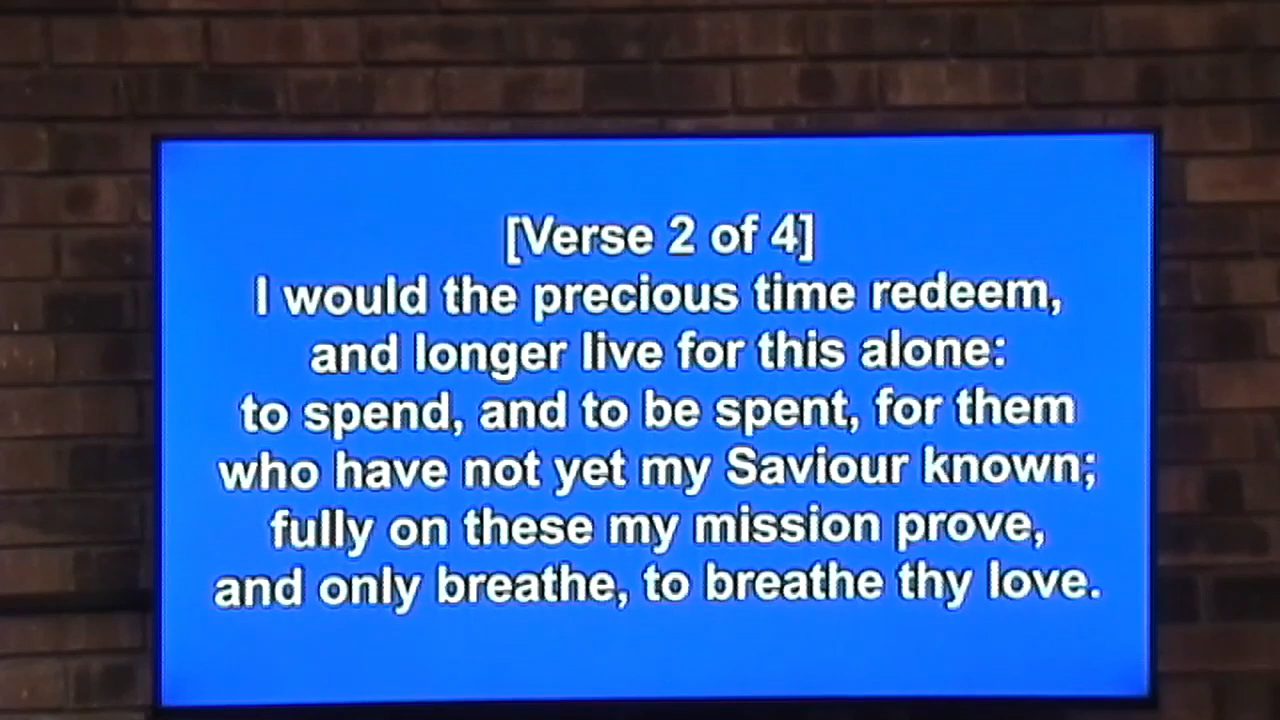 [Verse 2 of 4]
I would the precious time redeem,
and longer live for this alone:
to spend, and to be spent, for them
who have not yet my Saviour known;
fully on these my mission prove,
and only breathe, to breathe thy love.